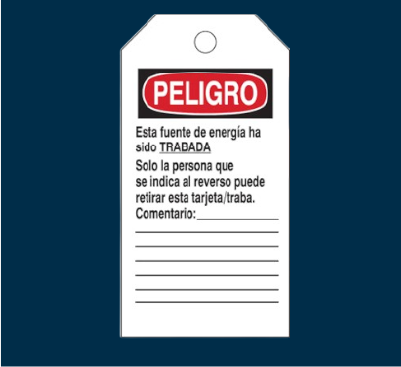 PELIGRO
Esta fuente de energía ha
sido TRABADA
Solo la persona que
se indica al reverso puede
retirar esta tarjeta/traba.
Comentario: